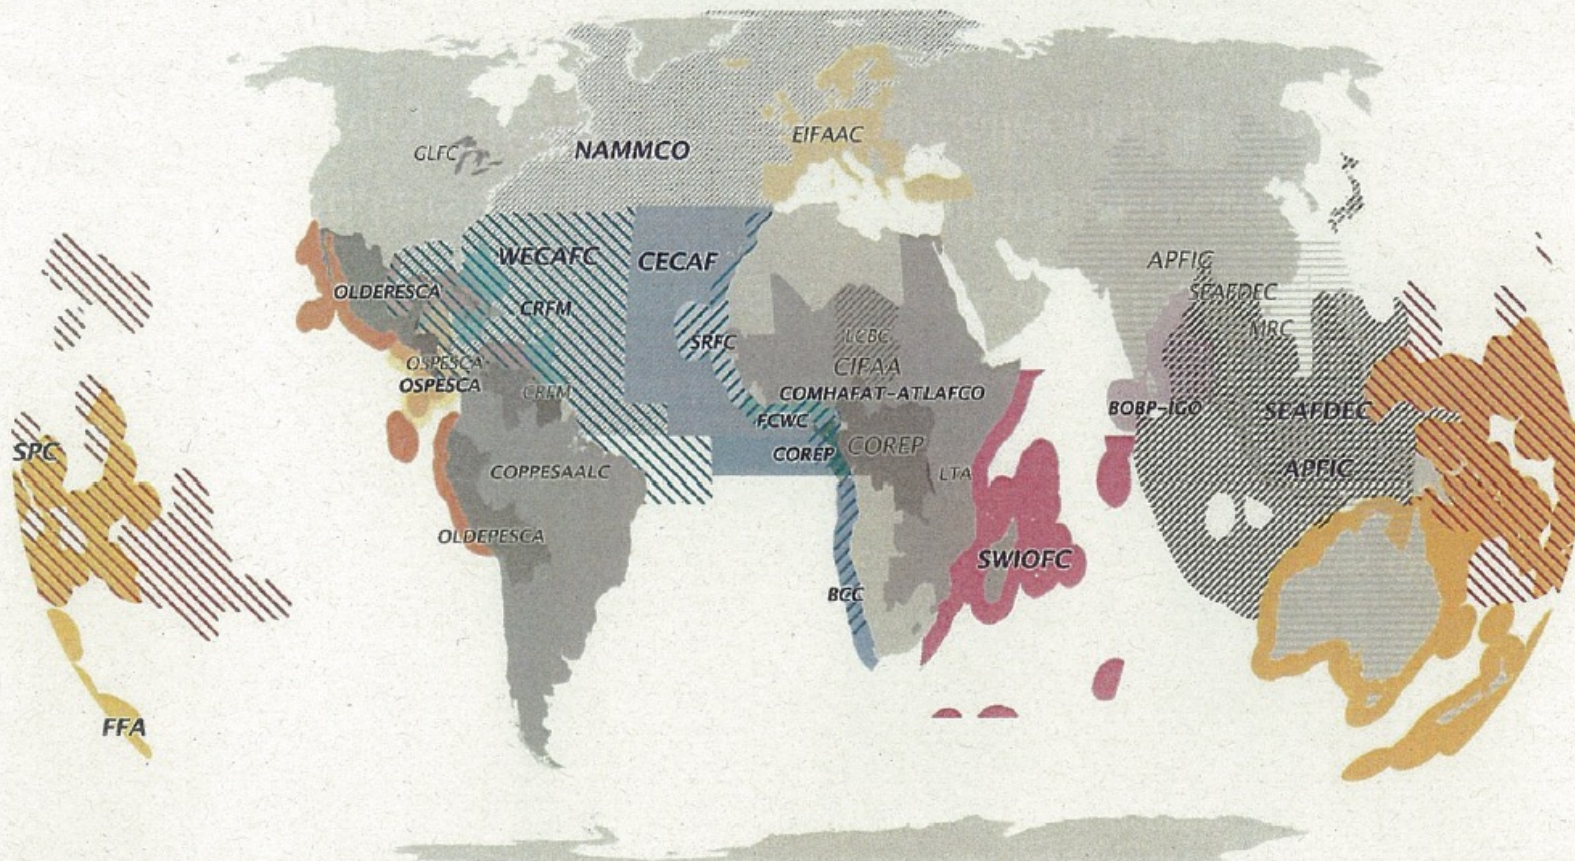 EIFAAC
GLFC
NAMMCO
WECAFC
CECAF
APFIC
OLDERESCA
SEAFDEC
CRFM
MRC
SRFC
LCBC
OSPESCA
CIFAA
OSPESCA
CRFM
COMHAFAT-ATLAFCO
BOBP-IGO
SEAFDEC
FCWC
COREP
SPC
COREP
COPPESAALC
LTA
APFIC
OLDEPESCA
SWIOFC
BCC
FFA